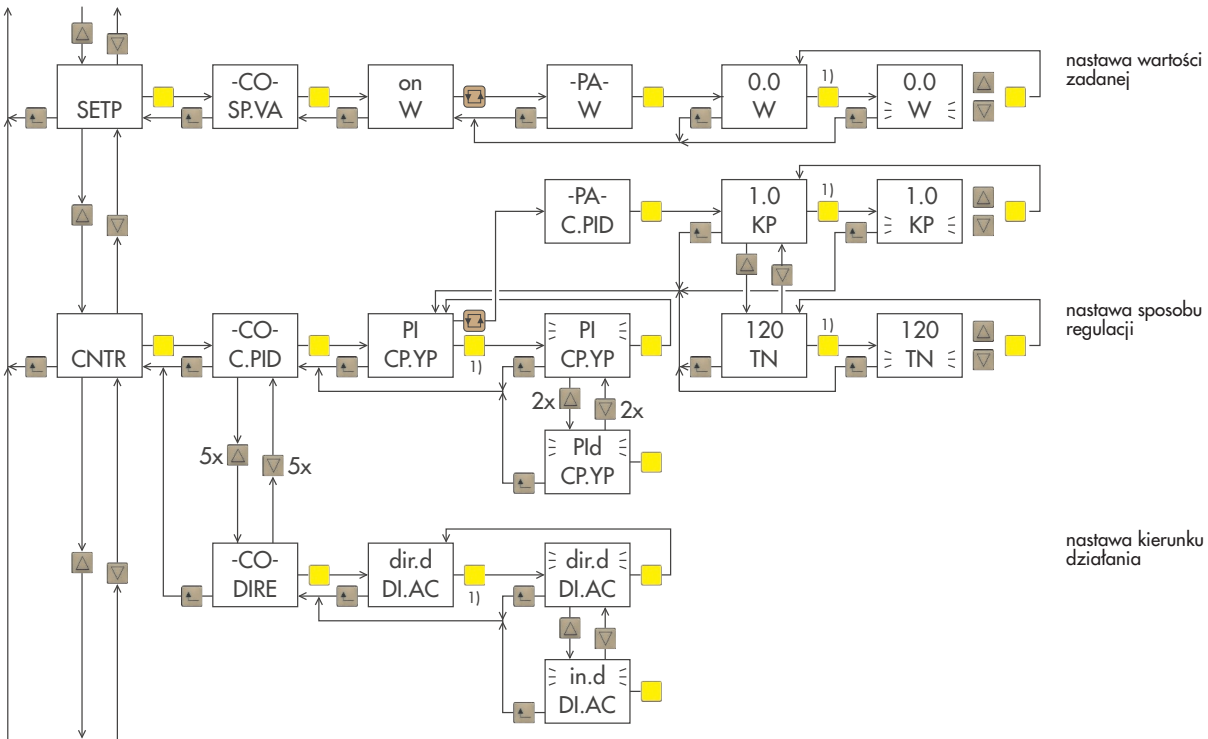 SETP
-CO-
SP.VA
on
W
-PA-
W
0.0
W
1)
0.0
W
nastawa wartości
zadanej
-PA-
C.PID
1.0
KP
1)
1.0
KP
CNTR
-CO-
C.PID
PI
CP.YP
1)
PI
CP.YP
120
TN
1)
120
TN
nastawa sposobu
regulacji
2x
2x
PId
CP.YP
5x
5x
-CO-
DIRE
dir.d
DI.AC
1)
dir.d
DI.AC
nastawa kierunku
działania
in.d
DI.AC